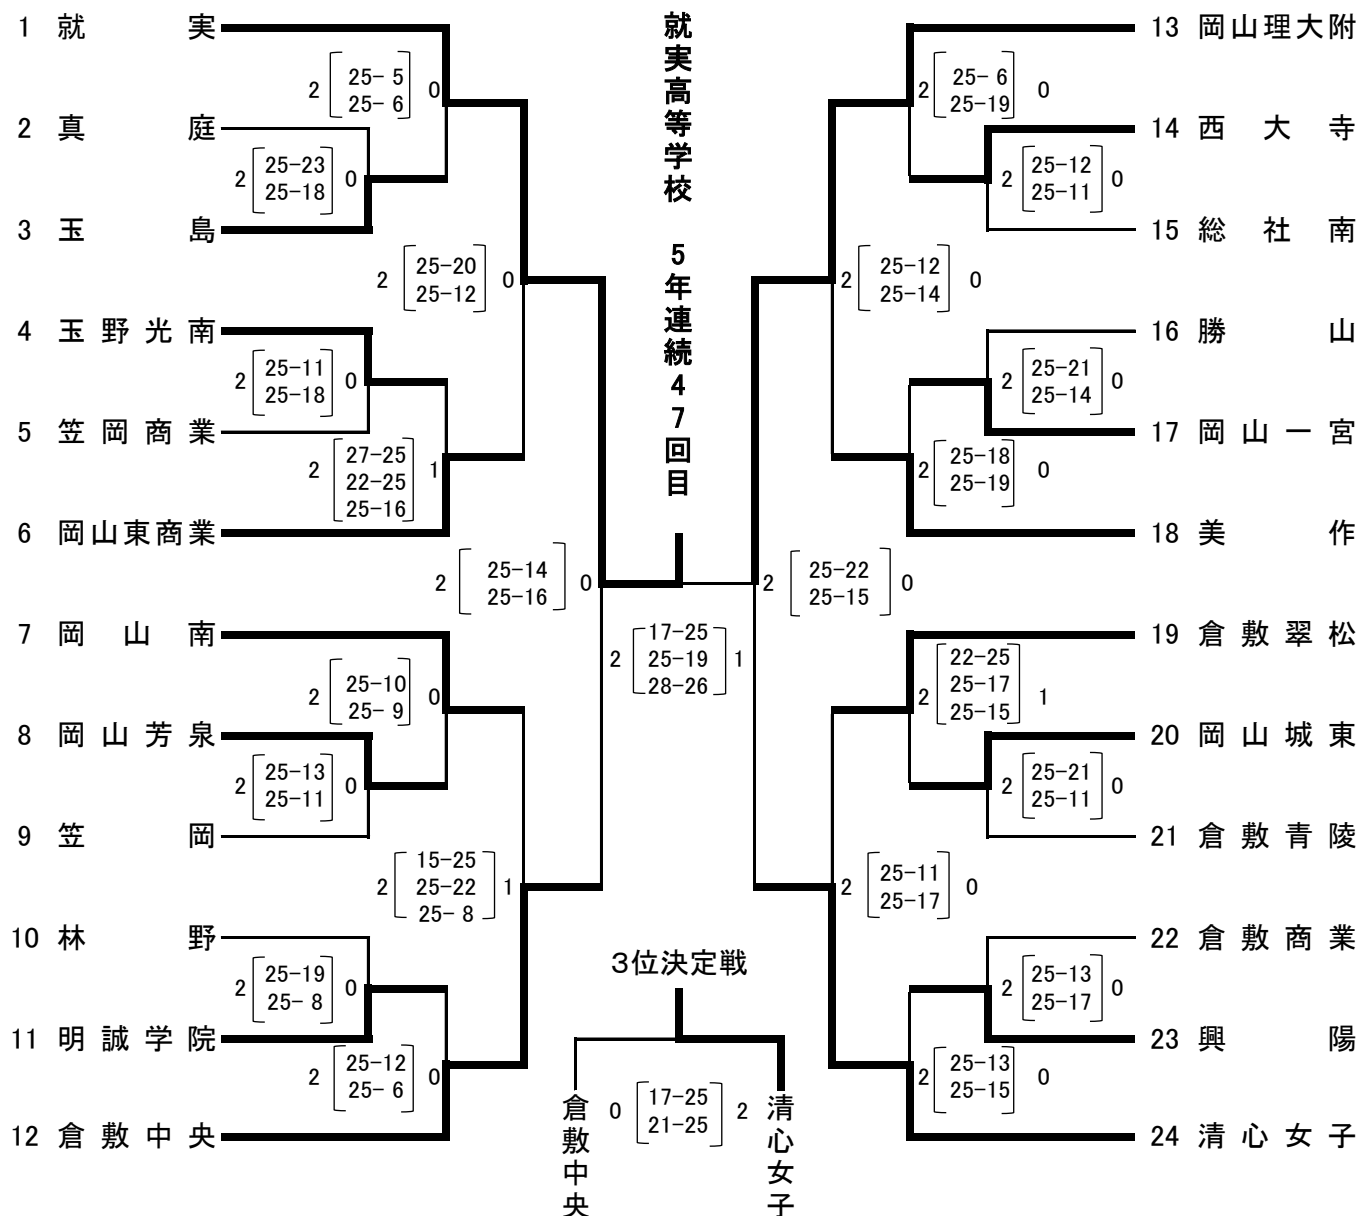 1 就実
2 [25- 5 0
25- 6]
2 真庭
2 [25-23 0
25-18]
3 玉島
2 [25-20 0
25-12]
4 玉野光南
2 [25-11 0
25-18]
5 笠岡商業
2 [27-25 1
22-25
25-16]
6 岡山東商業
2 [25-14 0
25-16]
7 岡山南
2 [25-10 0
25- 9]
8 岡山芳泉
2 [25-13 0
25-11]
9 笠岡
2 [15-25 1
25-22
25- 8]
10 林野
2 [25-19 0
25- 8]
11 明誠学院
2 [25-12 0
25- 6]
12 倉敷中央
就実高等学校 5年連続47回目
2 [17-25 1
25-19
28-26]
3位決定戦
倉敷中央
0 [17-25 2
21-25]
清心女子
13 岡山理大附
2 [25- 6 0
25-19]
14 西大寺
2 [25-12 0
25-11]
15 総社南
2 [25-12 0
25-14]
16 勝山
2 [25-21 0
25-14]
17 岡山一宮
2 [25-18 0
25-19]
18 美作
2 [25-22 0
25-15]
19 倉敷翠松
2 [22-25 1
25-17
25-15]
20 岡山城東
2 [25-21 0
25-11]
21 倉敷青陵
2 [25-11 0
25-17]
22 倉敷商業
2 [25-13 0
25-17]
23 興陽
2 [25-13 0
25-15]
24 清心女子